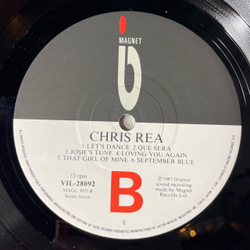 MAGNET
CHRIS REA
1.LET'S DANCE 2.QUE SERA
3.JOSIE'S TUNE 4.LOVING YOU AGAIN
5.THAT GIRL OF MINE 6.SEPTEMBER BLUE
33 rpm
VIL-28092
B
℗ 1987 Original
sound recording
made by Magnet
Records Ltd.